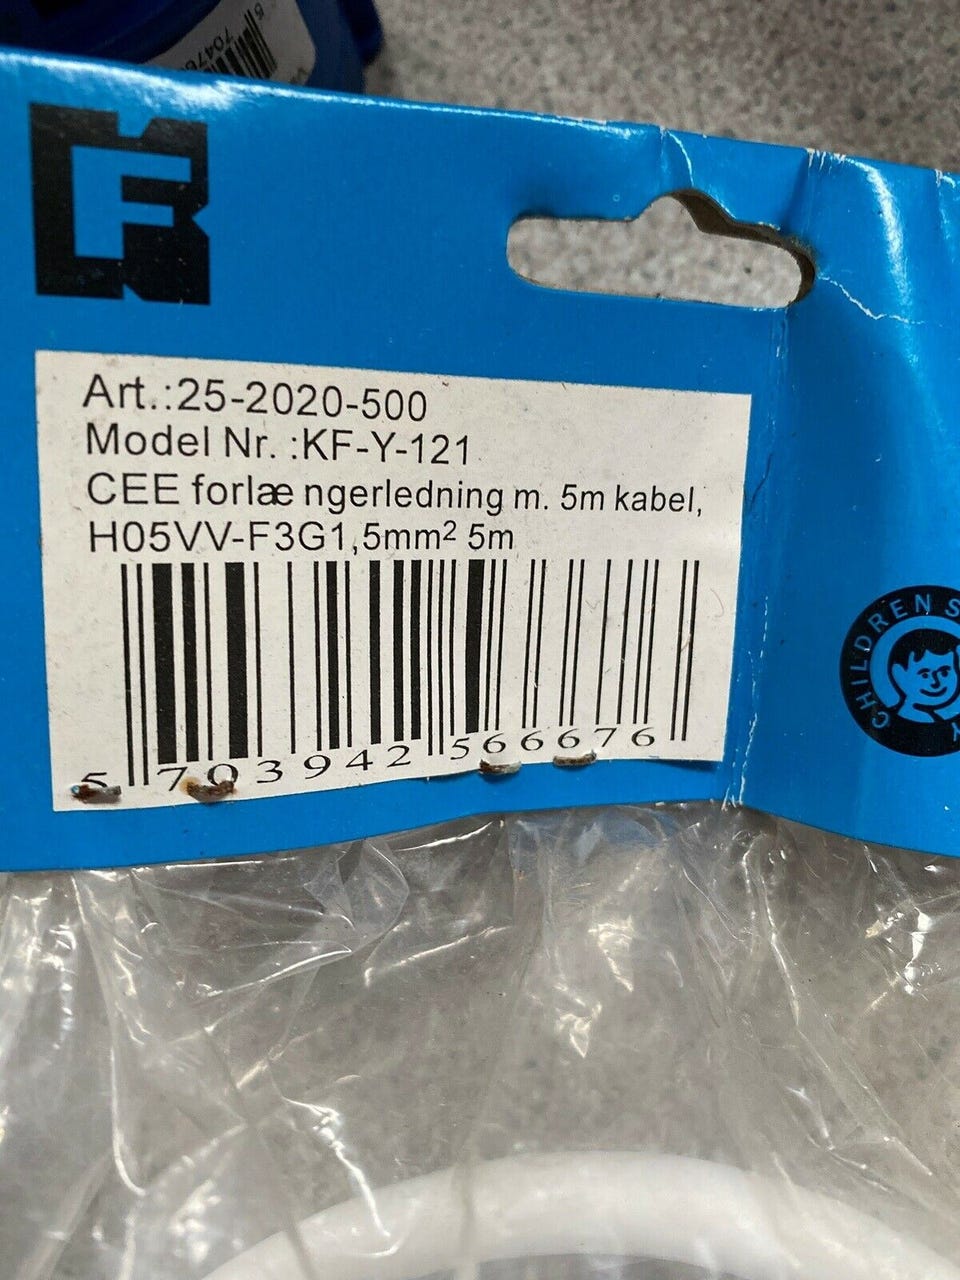 Art.:25-2020-500
Model Nr. :KF-Y-121
CEE forlæ ngerledning m. 5m kabel,
H05VV-F3G1,5mm² 5m
5 703942 566676
CHILDREN S